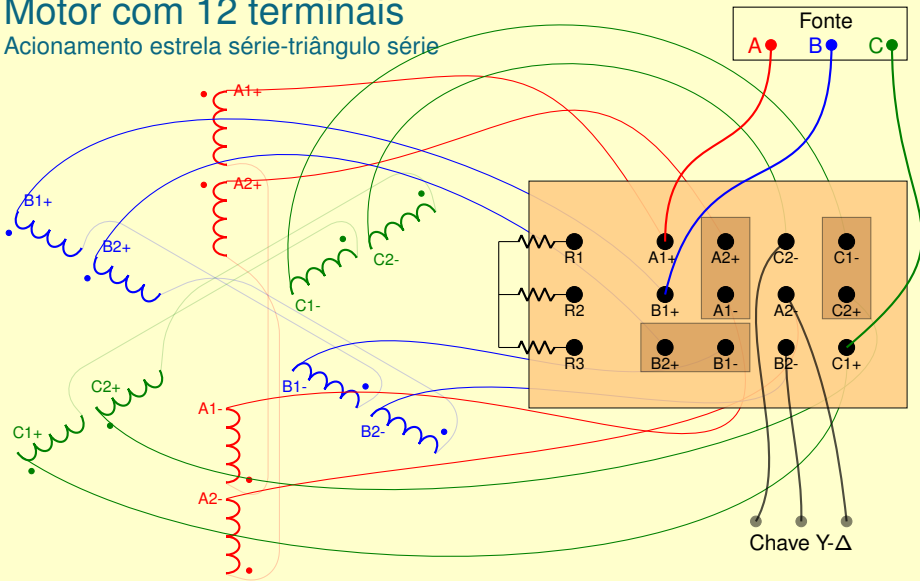 Motor com 12 terminais
Acionamento estrela série-triângulo série
Fonte
A B C
A1+
A2+
B1+
B2+
C2-
C1-
R1 A1+ A2+ C2- C1-
R2 B1+ A1- A2- C2+
R3 B2+ B1- B2- C1+
B1-
C2+
A1-
B2-
C1+
A2-
Chave Y-Δ